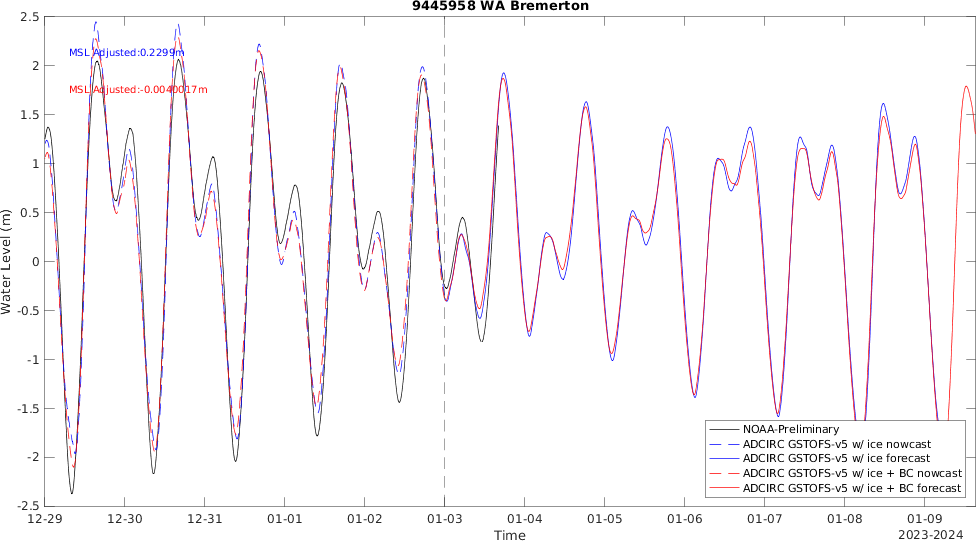 9445958 WA Bremerton
2.5
MSL Adjusted:0.2299m
2
MSL Adjusted:-0.0040017m
1.5
1
0.5
0
-0.5
-1
-1.5
-2
-2.5
Water Level (m)
NOAA-Preliminary
ADCIRC GSTOFS-v5 w/ ice nowcast
ADCIRC GSTOFS-v5 w/ ice forecast
ADCIRC GSTOFS-v5 w/ ice + BC nowcast
ADCIRC GSTOFS-v5 w/ ice + BC forecast
12-29 12-30 12-31 01-01 01-02 01-03 01-04 01-05 01-06 01-07 01-08 01-09
Time
2023-2024